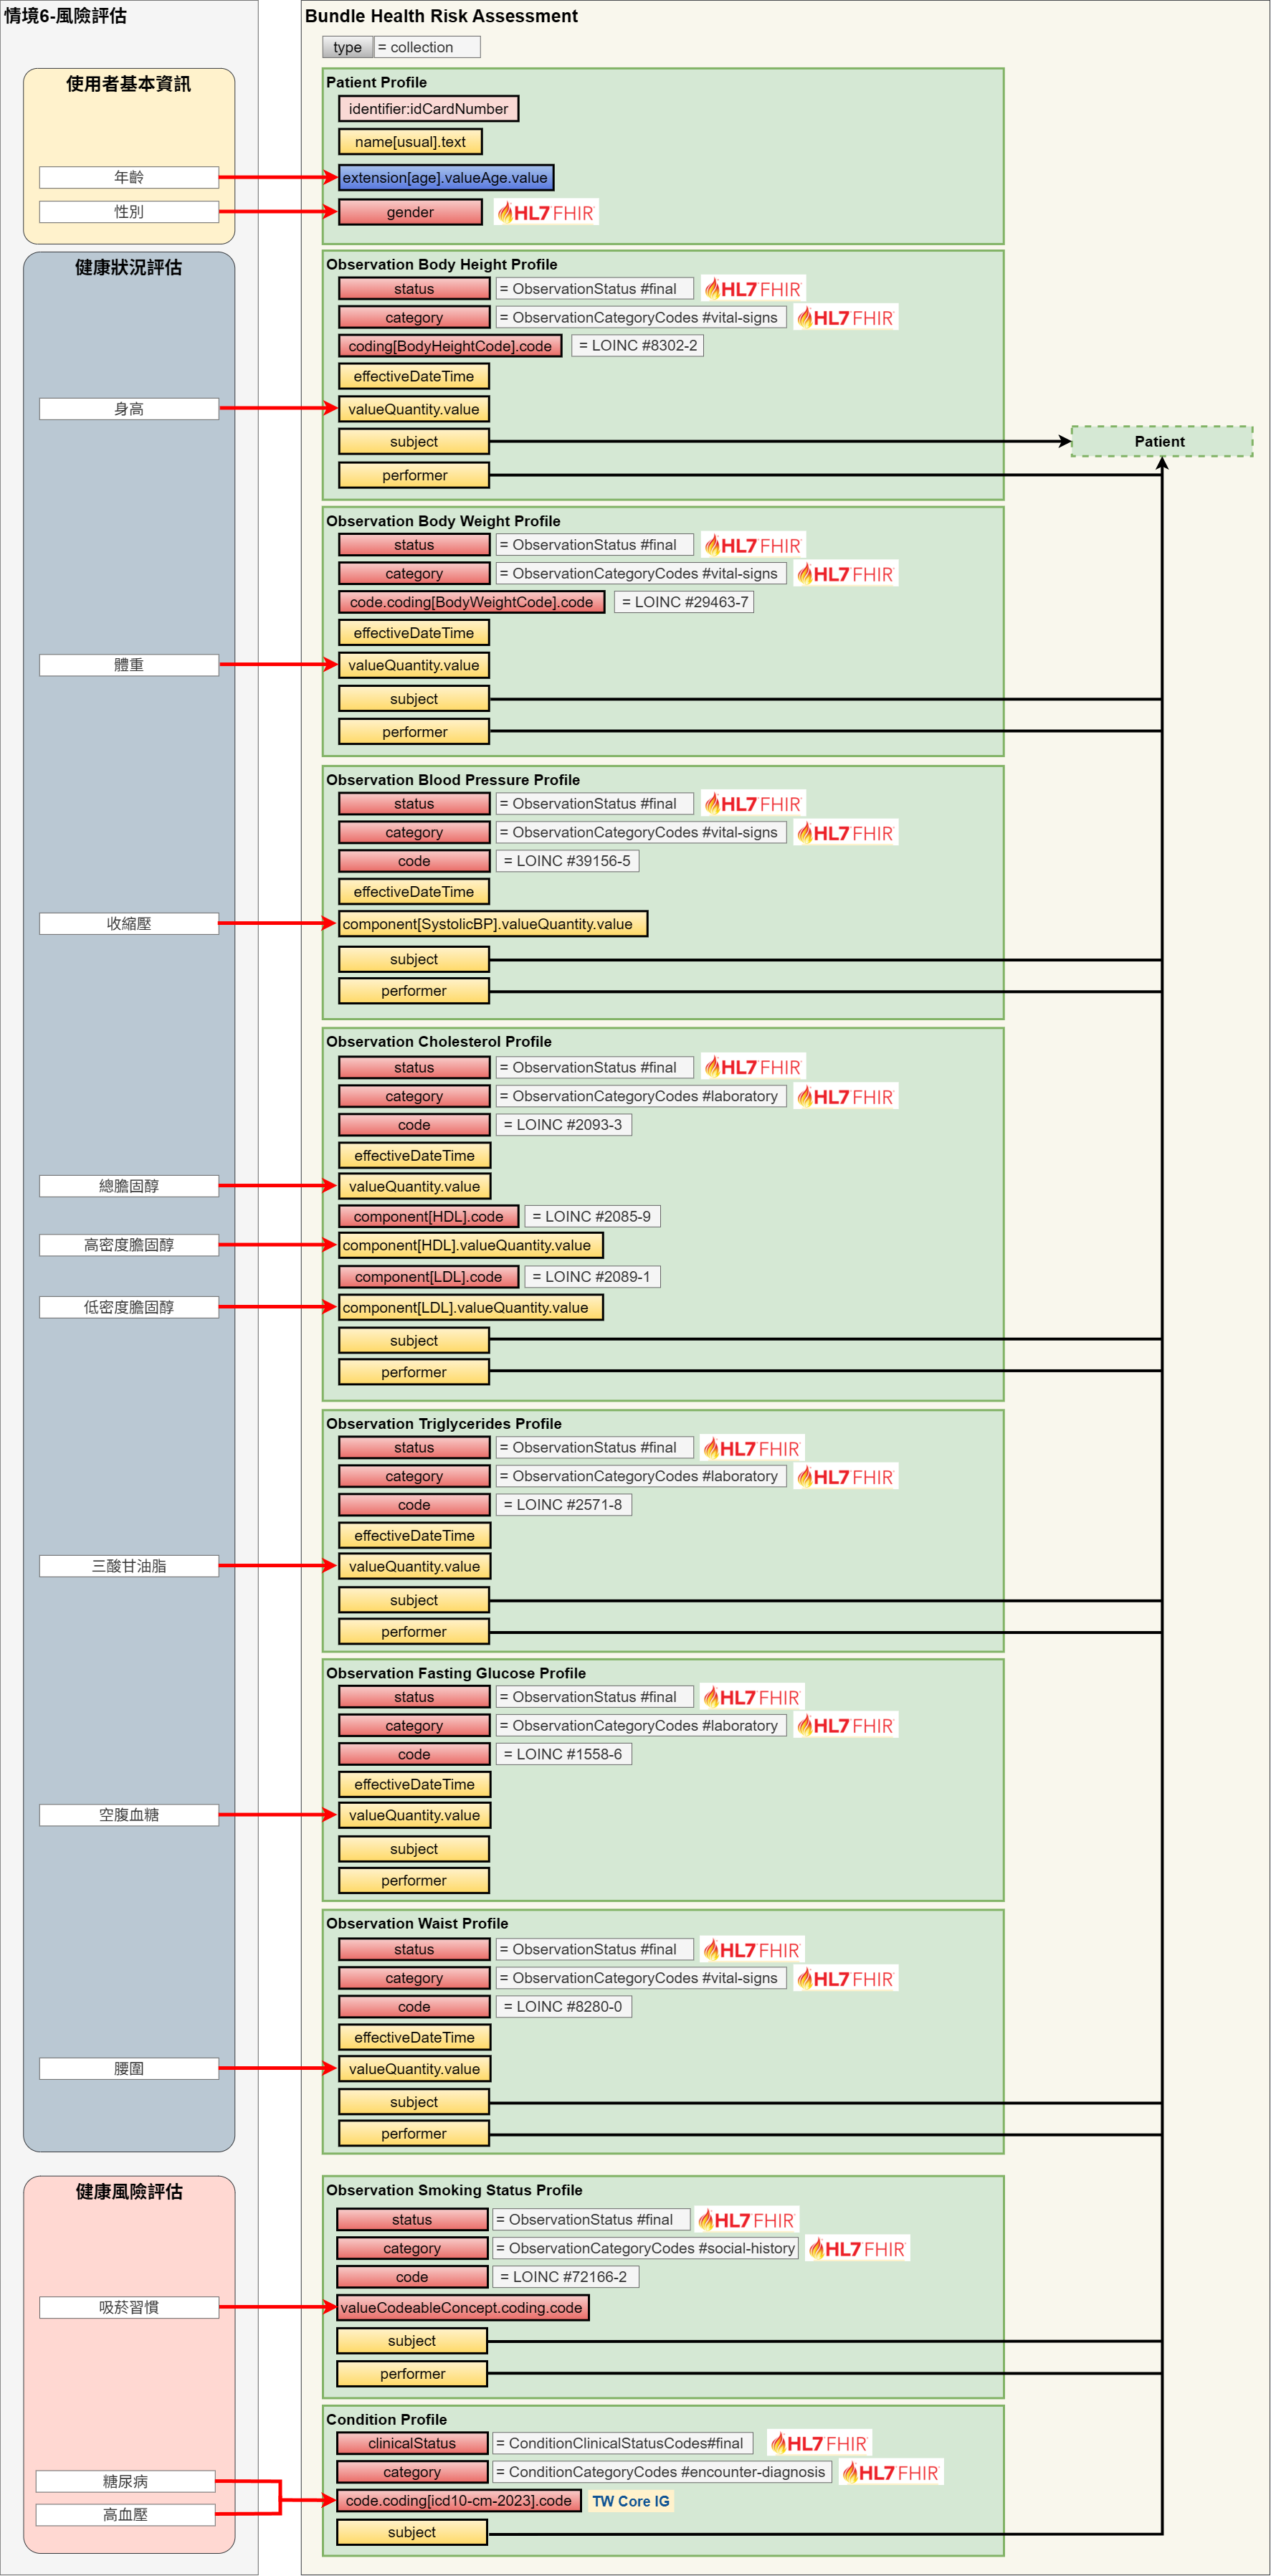 情境6-風險評估
Bundle Health Risk Assessment
type = collection
使用者基本資訊
Patient Profile
identifier:idCardNumber
name[usual].text
年齡
extension[age].valueAge.value
性別
gender HL7 FHIR
健康狀況評估
Observation Body Height Profile
status = ObservationStatus #final HL7 FHIR
category = ObservationCategoryCodes #vital-signs HL7 FHIR
coding[BodyHeightCode].code = LOINC #8302-2
effectiveDateTime
身高
valueQuantity.value
subject
Patient
performer
Observation Body Weight Profile
status = ObservationStatus #final HL7 FHIR
category = ObservationCategoryCodes #vital-signs HL7 FHIR
code.coding[BodyWeightCode].code = LOINC #29463-7
effectiveDateTime
體重
valueQuantity.value
subject
performer
Observation Blood Pressure Profile
status = ObservationStatus #final HL7 FHIR
category = ObservationCategoryCodes #vital-signs HL7 FHIR
code = LOINC #39156-5
effectiveDateTime
收縮壓
component[SystolicBP].valueQuantity.value
subject
performer
Observation Cholesterol Profile
status = ObservationStatus #final HL7 FHIR
category = ObservationCategoryCodes #laboratory HL7 FHIR
code = LOINC #2093-3
effectiveDateTime
總膽固醇
valueQuantity.value
component[HDL].code = LOINC #2085-9
高密度膽固醇
component[HDL].valueQuantity.value
component[LDL].code = LOINC #2089-1
低密度膽固醇
component[LDL].valueQuantity.value
subject
performer
Observation Triglycerides Profile
status = ObservationStatus #final HL7 FHIR
category = ObservationCategoryCodes #laboratory HL7 FHIR
code = LOINC #2571-8
effectiveDateTime
三酸甘油脂
valueQuantity.value
subject
performer
Observation Fasting Glucose Profile
status = ObservationStatus #final HL7 FHIR
category = ObservationCategoryCodes #laboratory HL7 FHIR
code = LOINC #1558-6
effectiveDateTime
空腹血糖
valueQuantity.value
subject
performer
Observation Waist Profile
status = ObservationStatus #final HL7 FHIR
category = ObservationCategoryCodes #vital-signs HL7 FHIR
code = LOINC #8280-0
effectiveDateTime
腰圍
valueQuantity.value
subject
performer
健康風險評估
Observation Smoking Status Profile
status = ObservationStatus #final HL7 FHIR
category = ObservationCategoryCodes #social-history HL7 FHIR
code = LOINC #72166-2
吸菸習慣
valueCodeableConcept.coding.code
subject
performer
Condition Profile
clinicalStatus = ConditionClinicalStatusCodes#final HL7 FHIR
category = ConditionCategoryCodes #encounter-diagnosis HL7 FHIR
糖尿病
code.coding[icd10-cm-2023].code TW Core IG
高血壓
subject